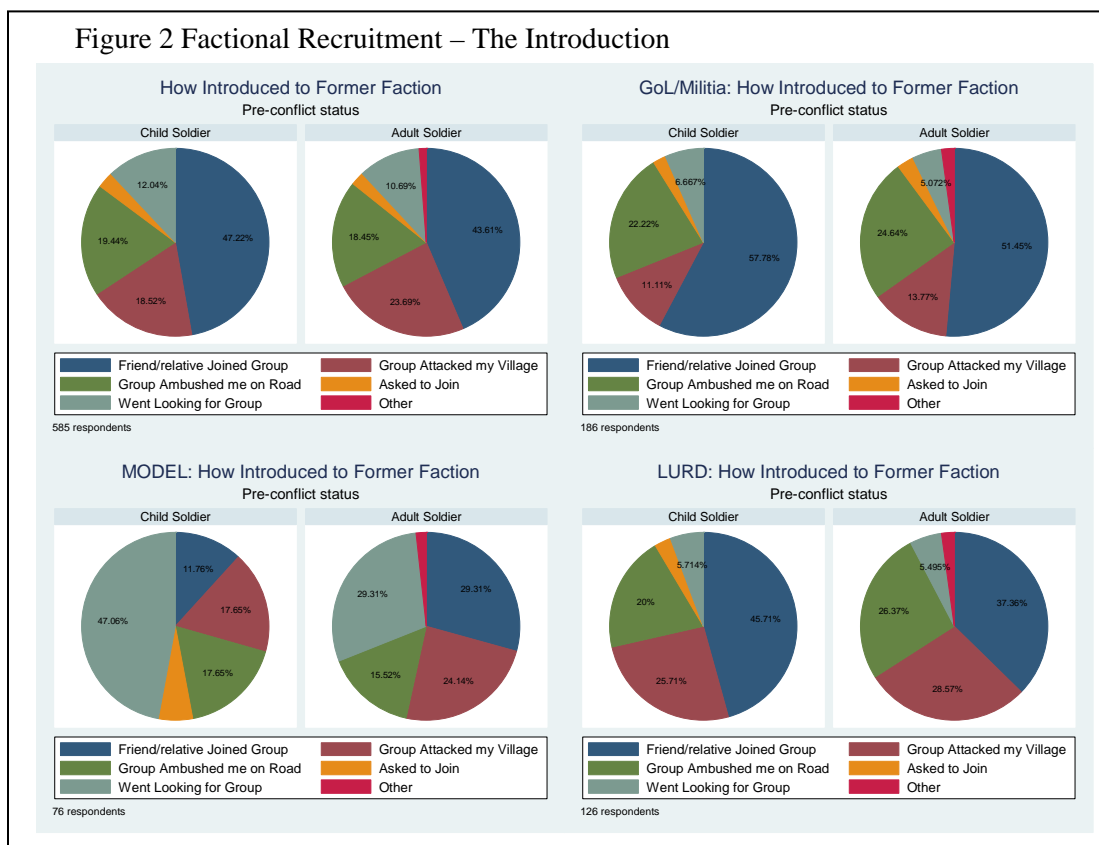 Figure 2 Factional Recruitment – The Introduction
How Introduced to Former Faction
Pre-conflict status
Child Soldier
Adult Soldier
12.04%
47.22%
19.44%
18.52%
10.69%
43.61%
18.45%
23.69%
Friend/relative Joined Group
Group Attacked my Village
Group Ambushed me on Road
Asked to Join
Went Looking for Group
Other
585 respondents
GoL/Militia: How Introduced to Former Faction
Pre-conflict status
Child Soldier
Adult Soldier
6.667%
22.22%
57.78%
11.11%
5.072%
24.64%
51.45%
13.77%
Friend/relative Joined Group
Group Attacked my Village
Group Ambushed me on Road
Asked to Join
Went Looking for Group
Other
186 respondents
MODEL: How Introduced to Former Faction
Pre-conflict status
Child Soldier
Adult Soldier
11.76%
17.65%
47.06%
17.65%
29.31%
29.31%
15.52%
24.14%
Friend/relative Joined Group
Group Attacked my Village
Group Ambushed me on Road
Asked to Join
Went Looking for Group
Other
76 respondents
LURD: How Introduced to Former Faction
Pre-conflict status
Child Soldier
Adult Soldier
5.714%
20%
45.71%
25.71%
5.495%
26.37%
37.36%
28.57%
Friend/relative Joined Group
Group Attacked my Village
Group Ambushed me on Road
Asked to Join
Went Looking for Group
Other
126 respondents